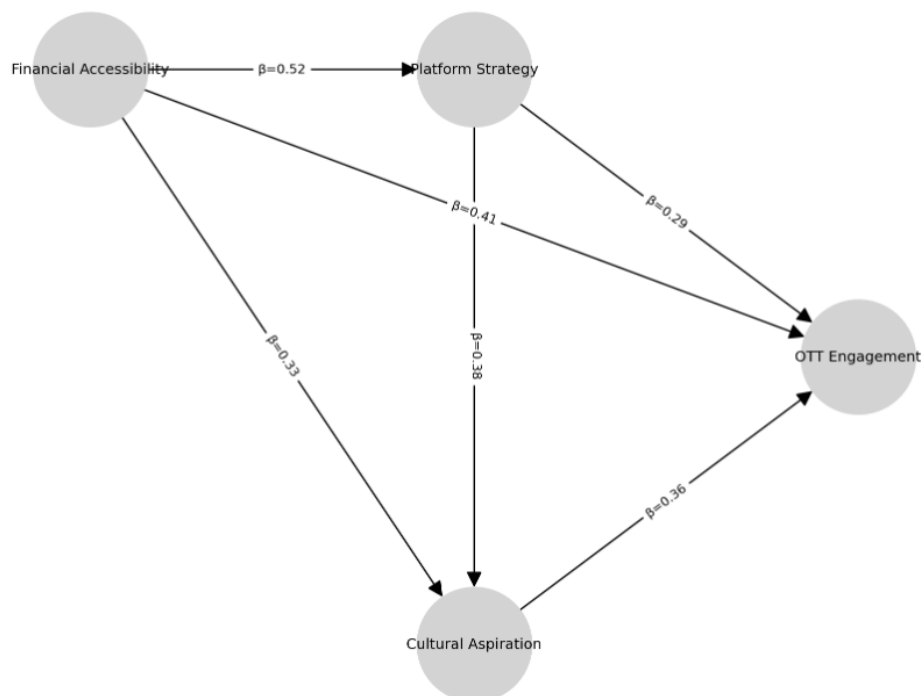 Financial Accessibility
β=0.52
Platform Strategy
β=0.41
β=0.29
β=0.33
β=0.38
OTT Engagement
β=0.36
Cultural Aspiration